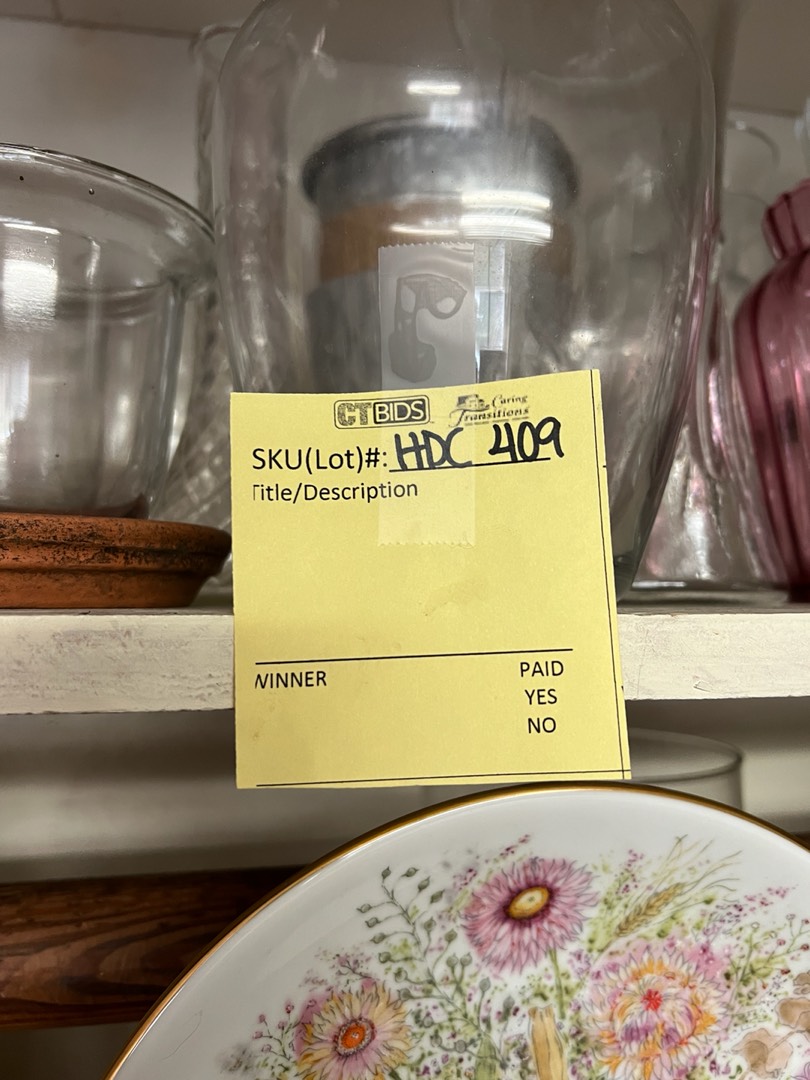 CTBIDS Caring Transitions
SKU(Lot)#: HDC 409
Title/Description
WINNER PAID
YES
NO